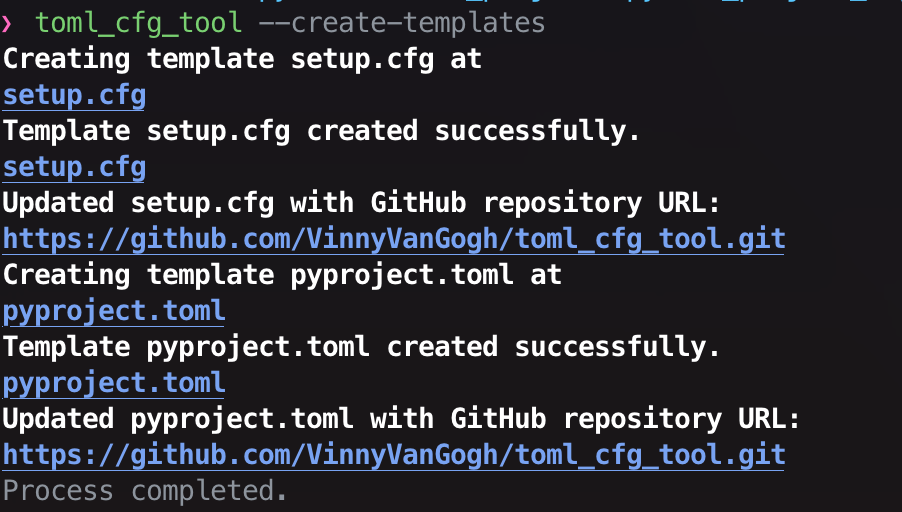 ❯ toml_cfg_tool --create-templates
Creating template setup.cfg at
setup.cfg
Template setup.cfg created successfully.
setup.cfg
Updated setup.cfg with GitHub repository URL:
https://github.com/VinnyVanGogh/toml_cfg_tool.git
Creating template pyproject.toml at
pyproject.toml
Template pyproject.toml created successfully.
pyproject.toml
Updated pyproject.toml with GitHub repository URL:
https://github.com/VinnyVanGogh/toml_cfg_tool.git
Process completed.